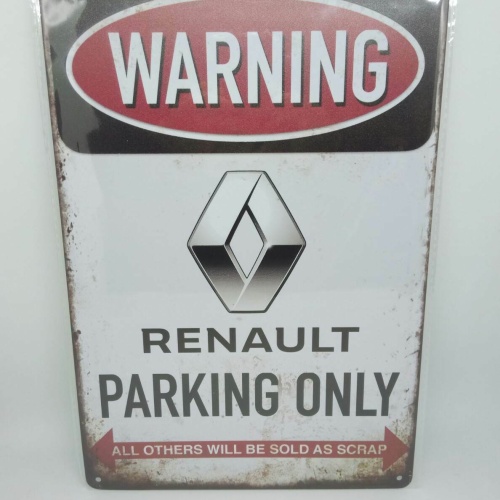 WARNING
RENAULT
PARKING ONLY
ALL OTHERS WILL BE SOLD AS SCRAP